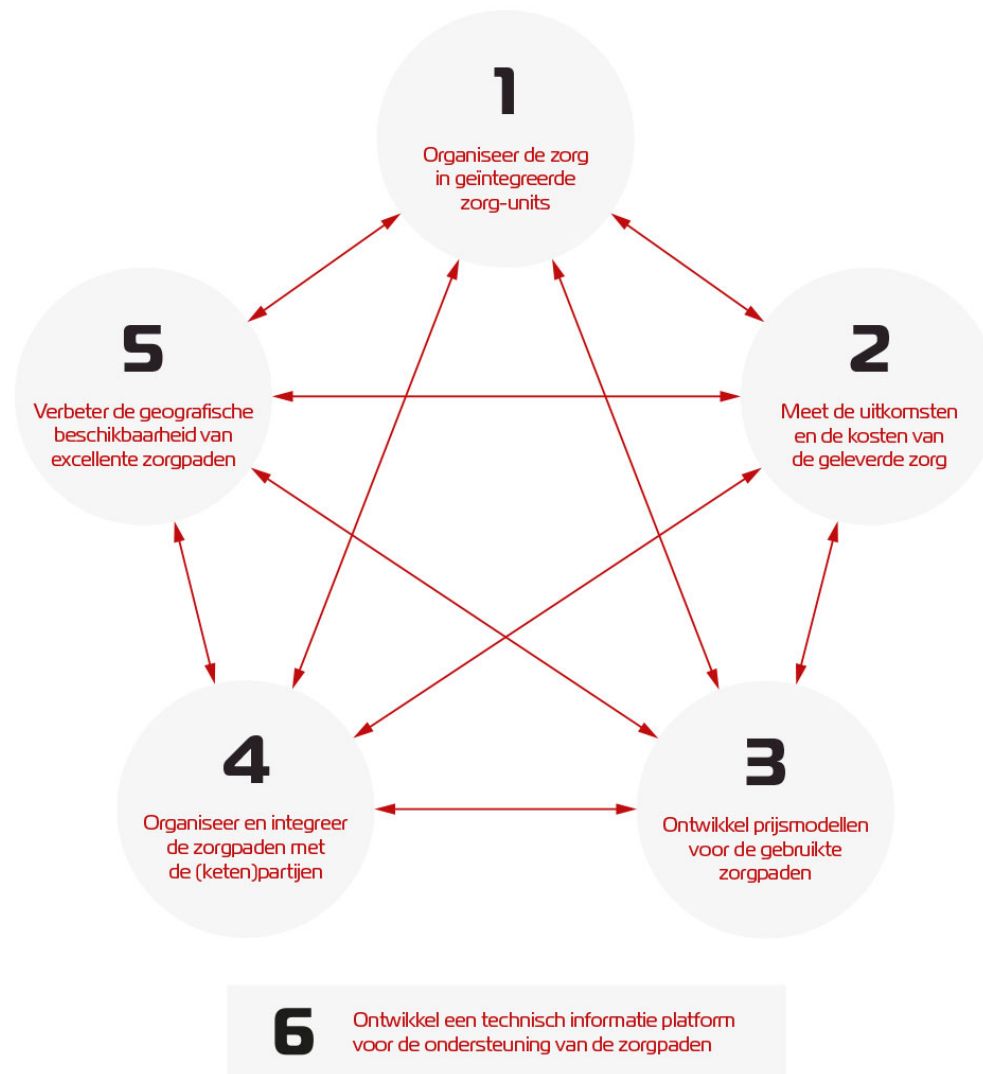 1
Organiseer de zorg
in geïntegreerde
zorg-units
2
Meet de uitkomsten
en de kosten van
de geleverde zorg
3
Ontwikkel prijsmodellen
voor de gebruikte
zorgpaden
4
Organiseer en integreer
de zorgpaden met
de (keten)partijen
5
Verbeter de geografische
beschikbaarheid van
excellente zorgpaden
6
Ontwikkel een technisch informatie platform
voor de ondersteuning van de zorgpaden